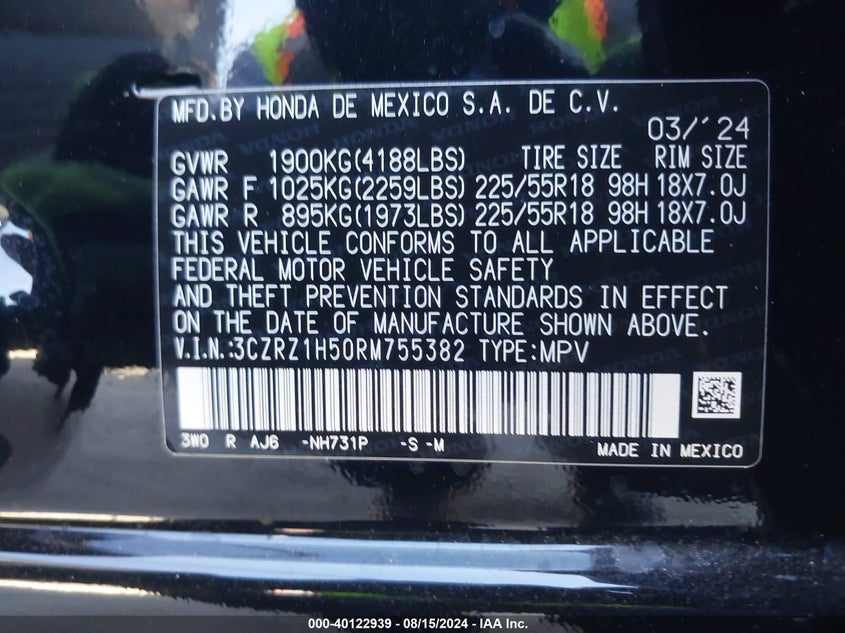 MFD.BY HONDA DE MEXICO S.A. DE C.V.
03/'24
GVWR 1900KG(4188LBS) TIRE SIZE RIM SIZE
GAWR F 1025KG(2259LBS) 225/55R18 98H 18X7.0J
GAWR R 895KG(1973LBS) 225/55R18 98H 18X7.0J
THIS VEHICLE CONFORMS TO ALL APPLICABLE
FEDERAL MOTOR VEHICLE SAFETY
AND THEFT PREVENTION STANDARDS IN EFFECT
ON THE DATE OF MANUFACTURE SHOWN ABOVE.
V.I.N.:3CZRZ1H50RM755382 TYPE:MPV
3W0 R AJ6 -NH731P -S -M
MADE IN MEXICO
000-40122939 - 08/15/2024 - IAA Inc.